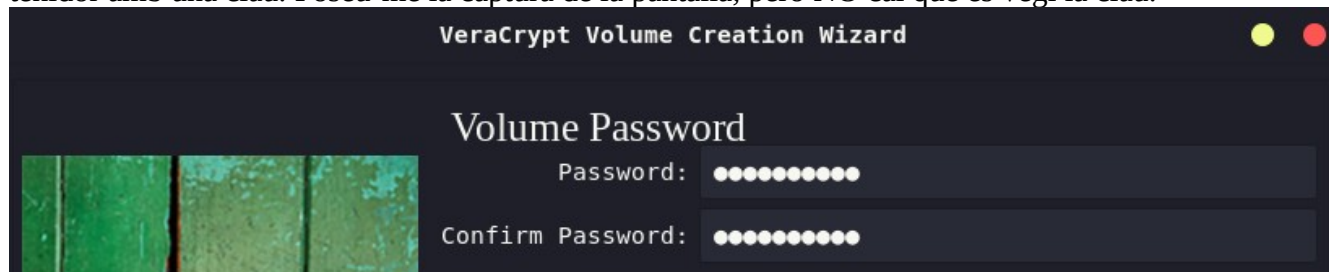 VeraCrypt Volume Creation Wizard
Volume Password
Password: ●●●●●●●●●●
Confirm Password: ●●●●●●●●●●